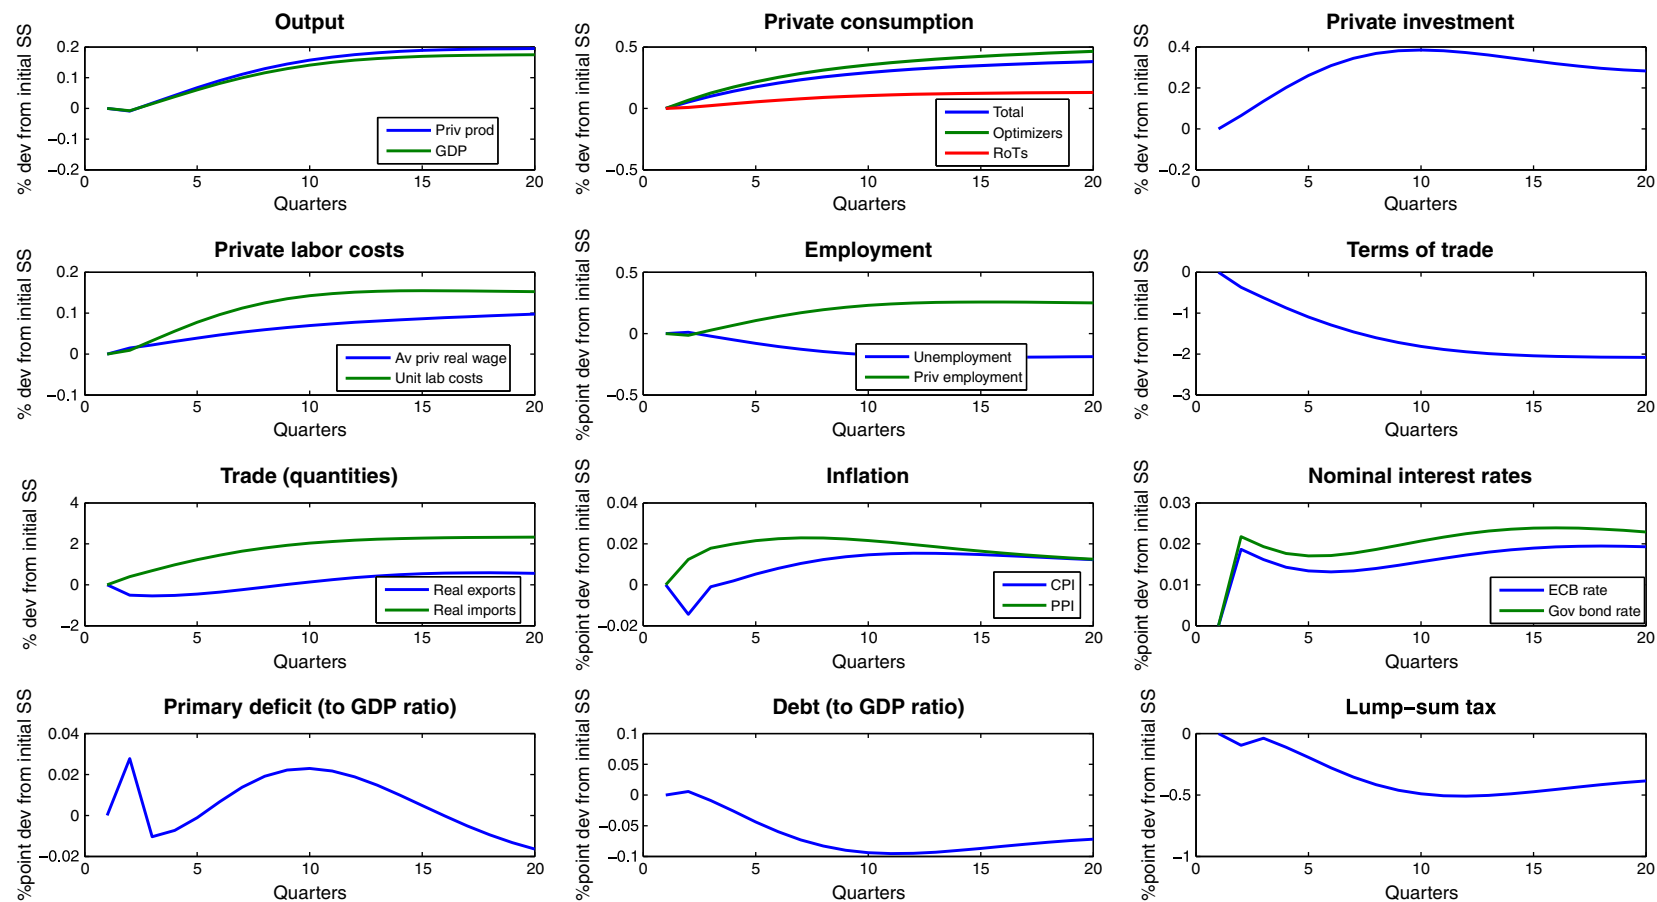 Output
% dev from initial SS
0.2
0.1
0
−0.1
−0.2
Priv prod
GDP
0 5 10 15 20
Quarters
Private consumption
% dev from initial SS
0.5
0
−0.5
Total
Optimizers
RoTs
0 5 10 15 20
Quarters
Private investment
% dev from initial SS
0.4
0.2
0
−0.2
0 5 10 15 20
Quarters
Private labor costs
% dev from initial SS
0.2
0.1
0
−0.1
Av priv real wage
Unit lab costs
0 5 10 15 20
Quarters
Employment
%point dev from initial SS
0.5
0
−0.5
Unemployment
Priv employment
0 5 10 15 20
Quarters
Terms of trade
% dev from initial SS
0
−1
−2
−3
0 5 10 15 20
Quarters
Trade (quantities)
% dev from initial SS
4
2
0
−2
Real exports
Real imports
0 5 10 15 20
Quarters
Inflation
%point dev from initial SS
0.04
0.02
0
−0.02
CPI
PPI
0 5 10 15 20
Quarters
Nominal interest rates
%point dev from initial SS
0.03
0.02
0.01
0
ECB rate
Gov bond rate
0 5 10 15 20
Quarters
Primary deficit (to GDP ratio)
%point dev from initial SS
0.04
0.02
0
−0.02
0 5 10 15 20
Quarters
Debt (to GDP ratio)
%point dev from initial SS
0.1
0.05
0
−0.05
−0.1
0 5 10 15 20
Quarters
Lump−sum tax
%point dev from initial SS
0
−0.5
−1
0 5 10 15 20
Quarters